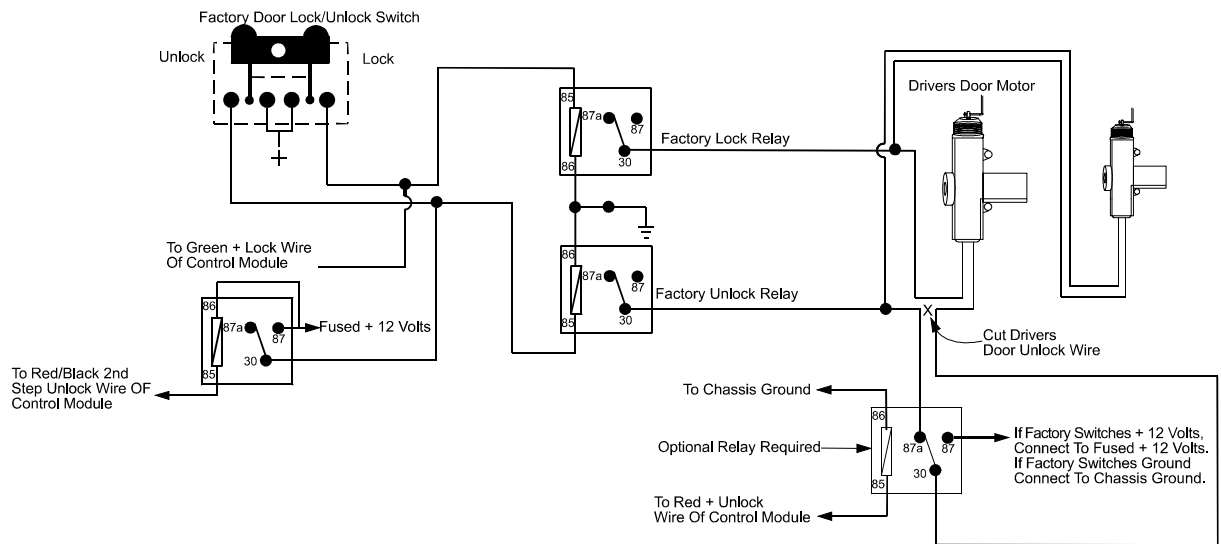 Factory Door Lock/Unlock Switch
Unlock
Lock
85
87a
87
30
86
Factory Lock Relay
Drivers Door Motor
To Green + Lock Wire
Of Control Module
86
87a
87
30
85
Factory Unlock Relay
86
87a
87
30
85
Fused + 12 Volts
To Red/Black 2nd
Step Unlock Wire OF
Control Module
X
Cut Drivers
Door Unlock Wire
To Chassis Ground
Optional Relay Required
86
87a
87
30
85
If Factory Switches + 12 Volts,
Connect To Fused + 12 Volts.
If Factory Switches Ground
Connect To Chassis Ground.
To Red + Unlock
Wire Of Control Module